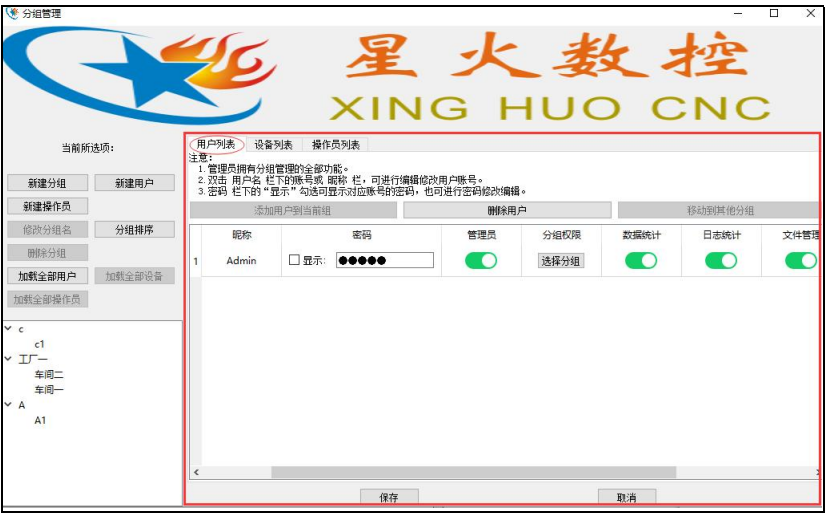 分组管理
星火数控
XING HUO CNC
当前所选项:
新建分组 新建用户
新建操作员
修改分组名 分组排序
删除分组
加载全部用户 加载全部设备
加载全部操作员
c
c1
工厂一
车间二
车间一
A
A1
用户列表 设备列表 操作员列表
注意:
1. 管理员拥有分组管理的全部功能。
2. 双击 用户名 栏下的账号或 昵称 栏，可进行编辑修改用户账号。
3. 密码 栏下的“显示”勾选可显示对应账号的密码，也可进行密码修改编辑。
添加用户到当前组 删除用户 移动到其他分组
昵称 密码 管理员 分组权限 数据统计 日志统计 文件管理
1 Admin 显示: ●●●●● 选择分组
保存 取消